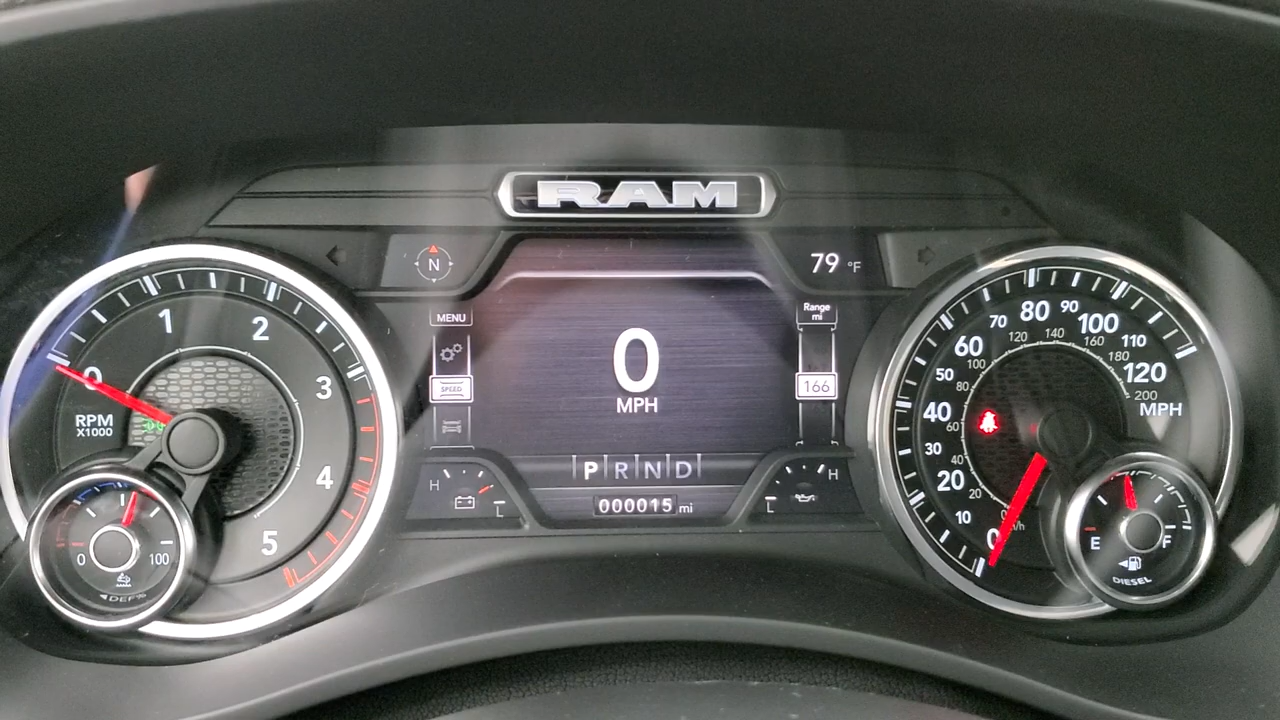 RAM
N
79 °F
MENU
SPEED
Range
mi
166
0
MPH
P R N D
000015 mi
H
L
L
H
0
1
2
3
4
5
RPM
X1000
0
100
DEF%
0
10
20
30
40
50
60
70
80
90
100
110
120
MPH
20
40
60
80
100
120
140
160
180
200
E
F
DIESEL